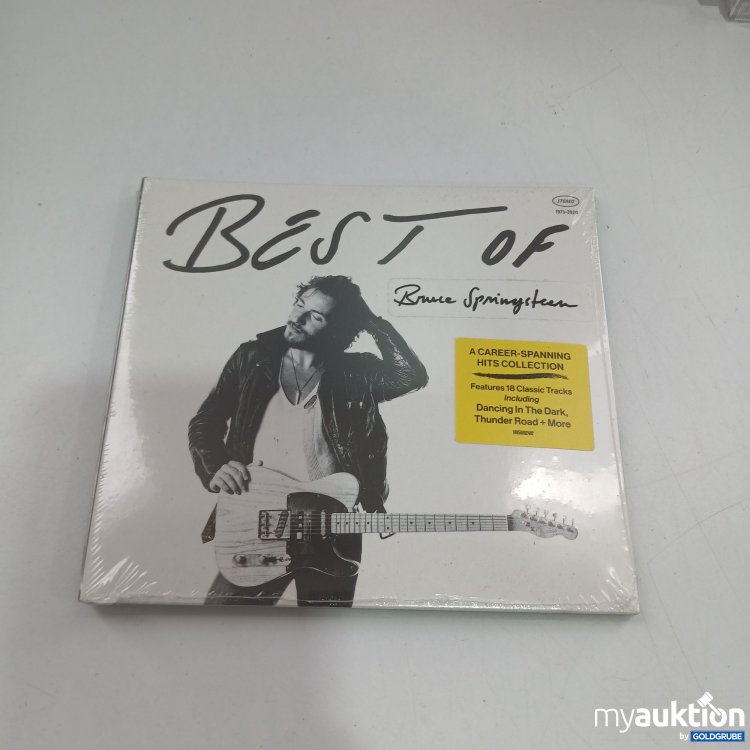 STEREO
1973-2020
BEST OF
Bruce Springsteen
A CAREER-SPANNING
HITS COLLECTION
Features 18 Classic Tracks
Including
Dancing In The Dark,
Thunder Road + More
myauktion
by GOLDGRUBE